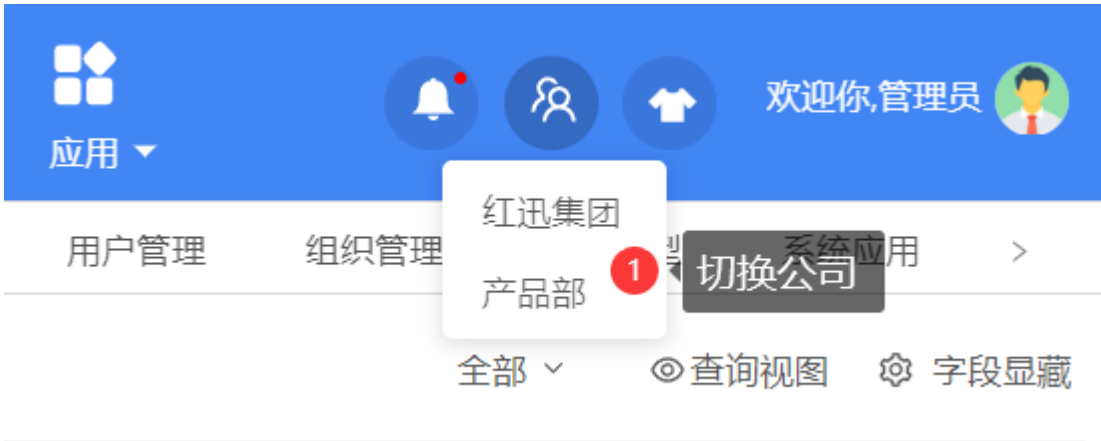 欢迎你,管理员
应用
红迅集团
用户管理
组织管理
系统应用
>
产品部
1
切换公司
全部
查询视图
字段显藏